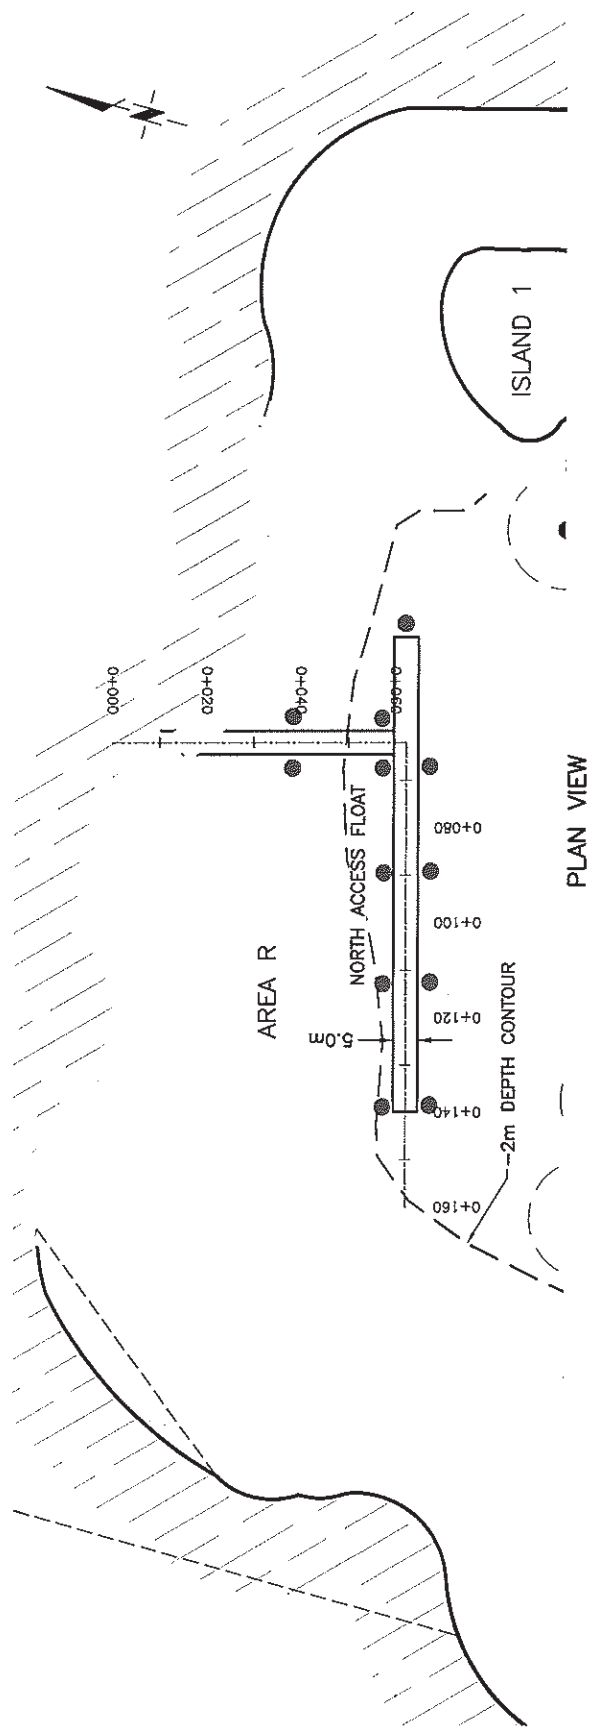 ISLAND 1
0+000
0+020
0+040
0+060
NORTH ACCESS FLOAT
0+080
0+100
0+120
0+140
0+160
AREA R
5.0m
-2m DEPTH CONTOUR
PLAN VIEW